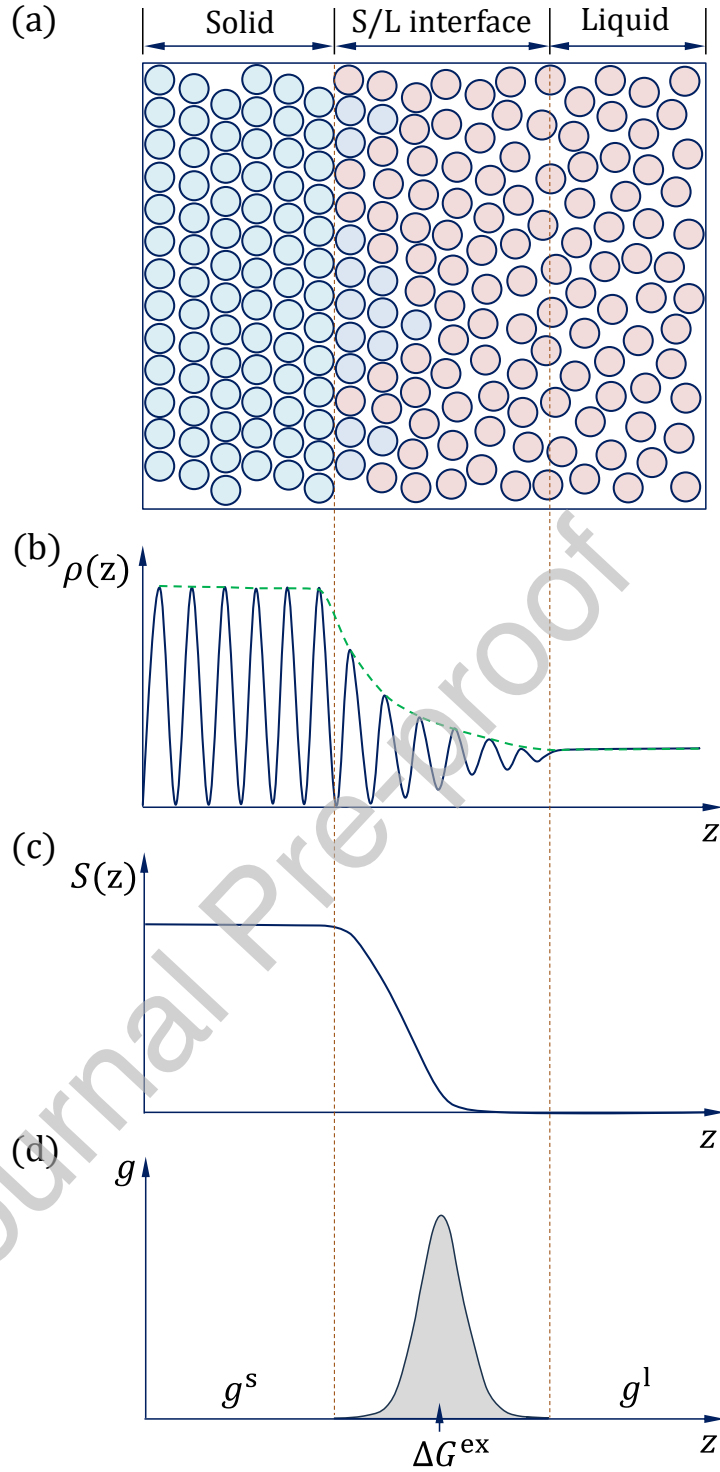 (a)
Solid
S/L interface
Liquid
(b)
ρ(z)
z
(c)
S(z)
z
(d)
g
gˢ
gˡ
z
ΔGᵉˣ
Journal Pre-proof